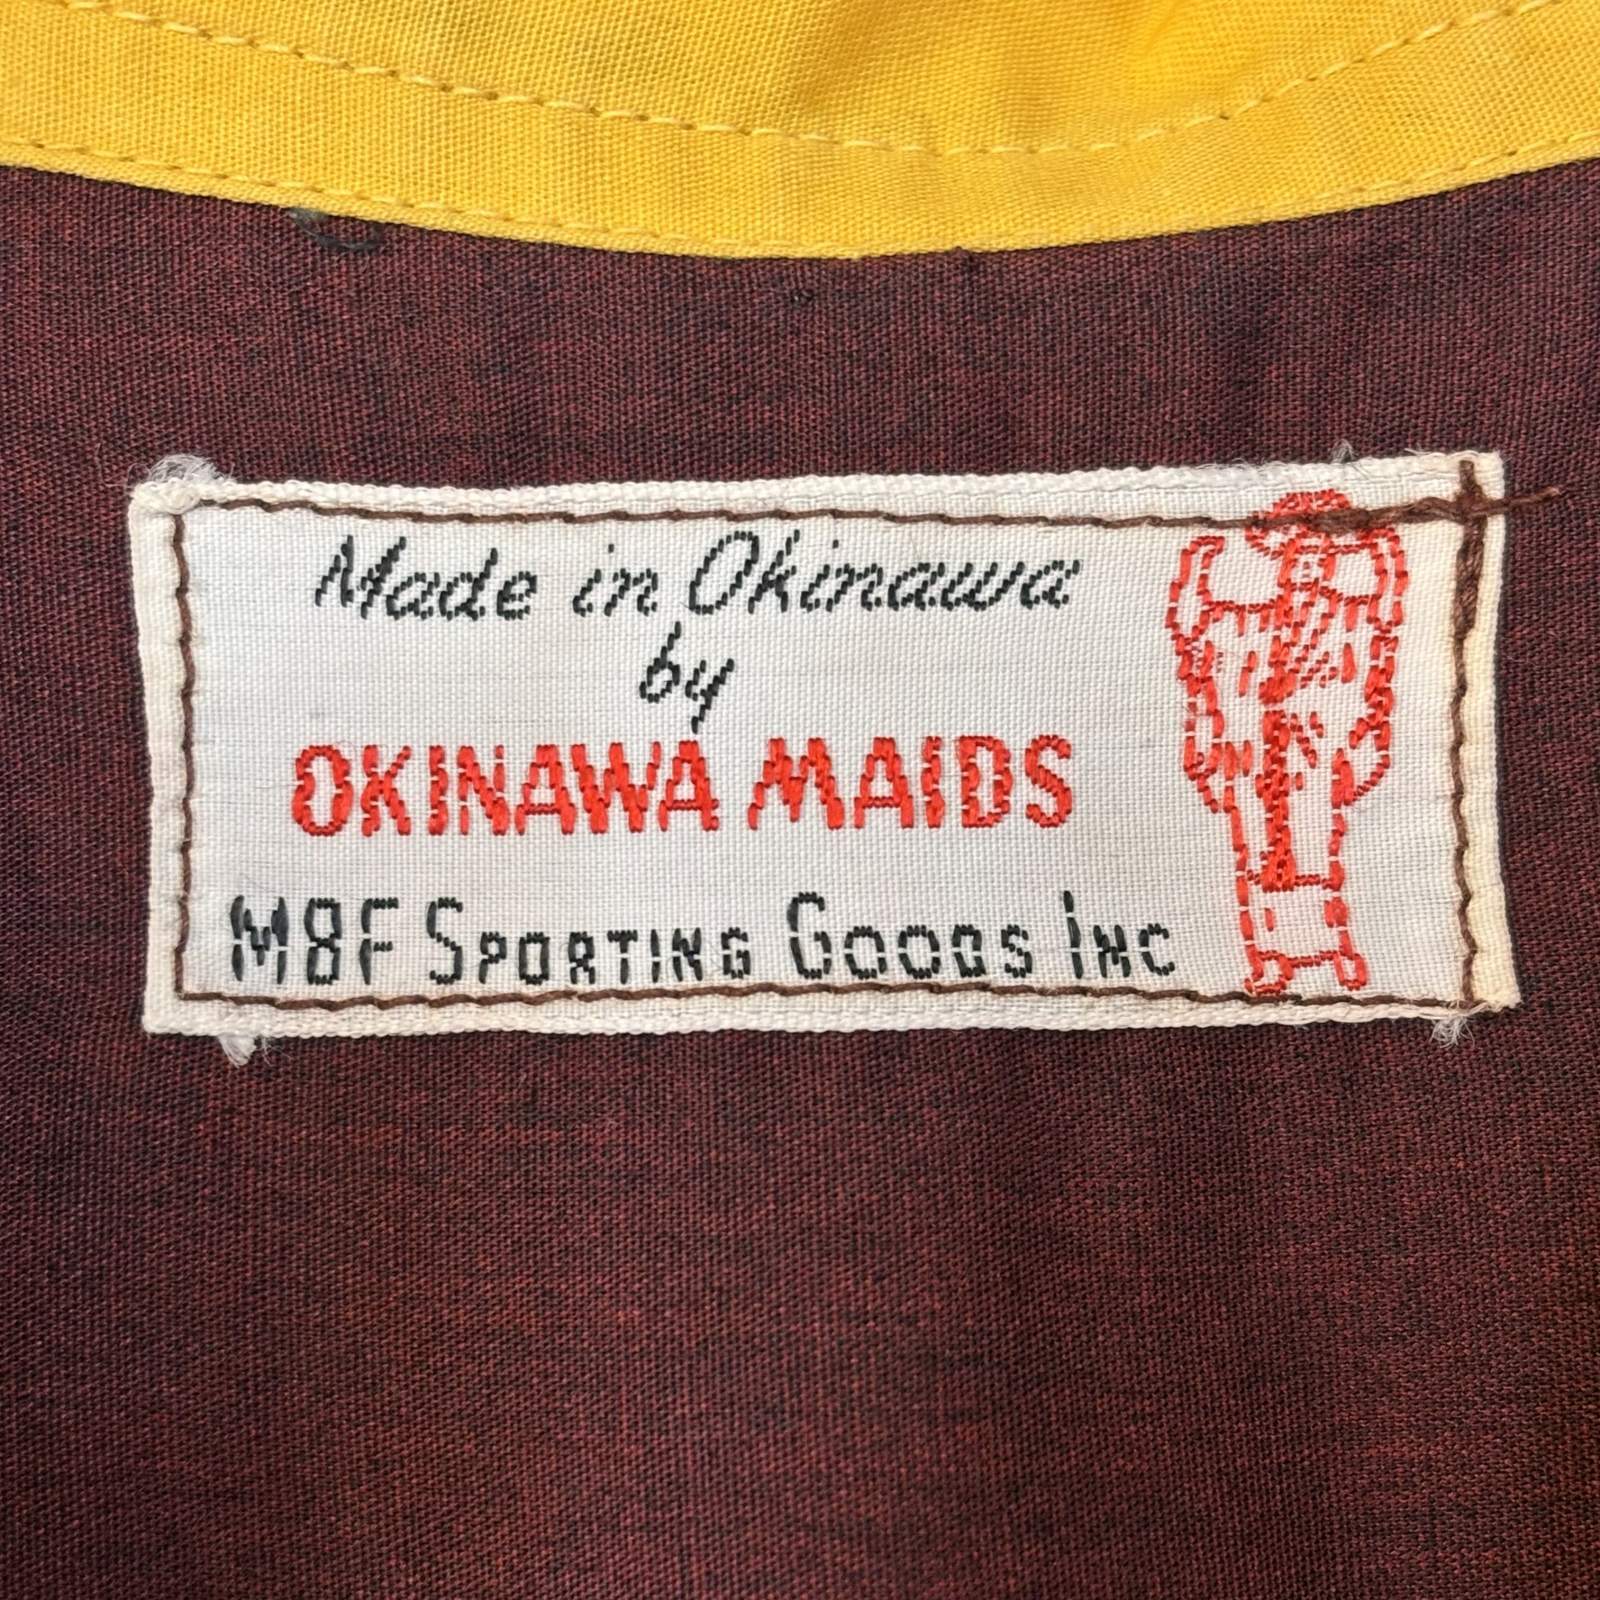 Made in Okinawa
by
OKINAWA MAIDS
M8F SPORTING GOODS INC